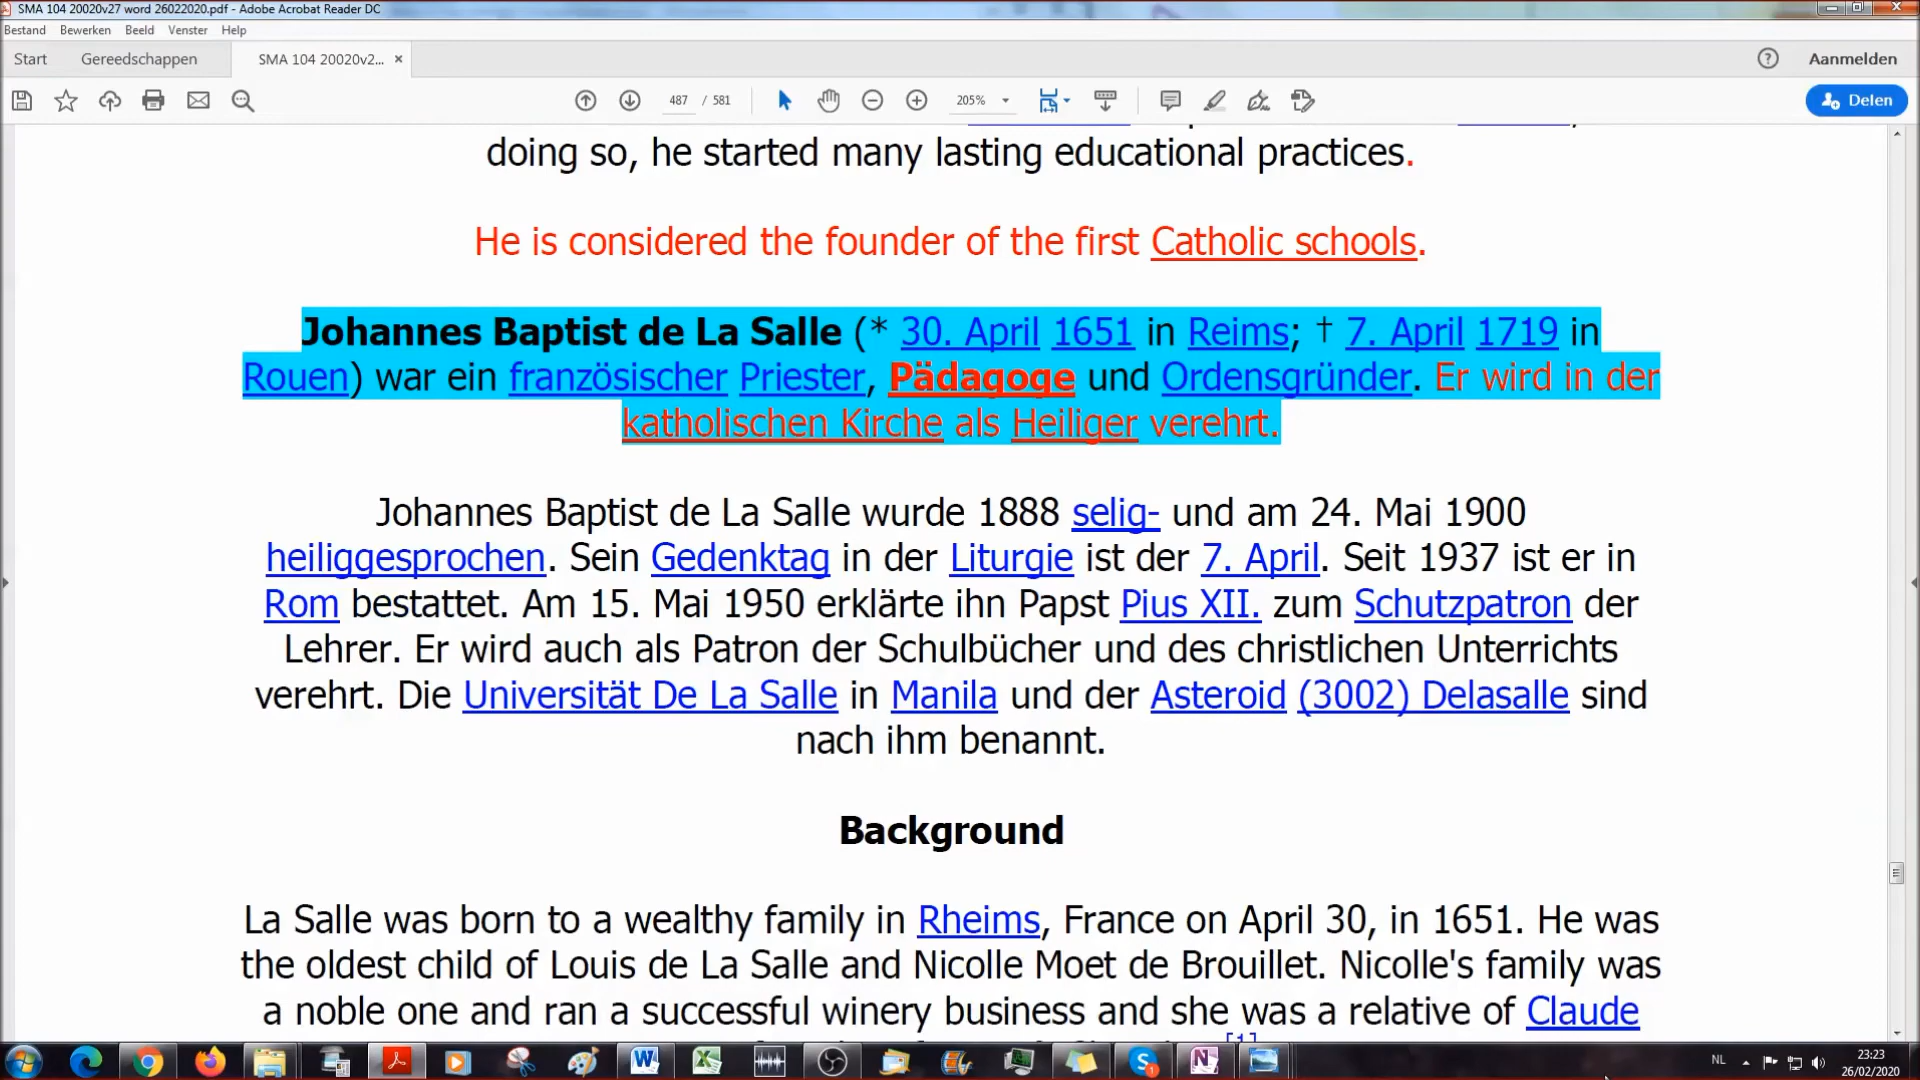 SMA 104 20020v27 word 26022020.pdf - Adobe Acrobat Reader DC
Bestand Bewerken Beeld Venster Help
Start Gereedschappen SMA 104 20020v2... × Aanmelden
487 / 581 205% Delen
doing so, he started many lasting educational practices.
He is considered the founder of the first Catholic schools.
Johannes Baptist de La Salle (* 30. April 1651 in Reims; † 7. April 1719 in
Rouen) war ein französischer Priester, Pädagoge und Ordensgründer. Er wird in der
katholischen Kirche als Heiliger verehrt.
Johannes Baptist de La Salle wurde 1888 selig- und am 24. Mai 1900
heiliggesprochen. Sein Gedenktag in der Liturgie ist der 7. April. Seit 1937 ist er in
Rom bestattet. Am 15. Mai 1950 erklärte ihn Papst Pius XII. zum Schutzpatron der
Lehrer. Er wird auch als Patron der Schulbücher und des christlichen Unterrichts
verehrt. Die Universität De La Salle in Manila und der Asteroid (3002) Delasalle sind
nach ihm benannt.
Background
La Salle was born to a wealthy family in Rheims, France on April 30, in 1651. He was
the oldest child of Louis de La Salle and Nicolle Moet de Brouillet. Nicolle's family was
a noble one and ran a successful winery business and she was a relative of Claude
[1]
NL 23:23
26/02/2020